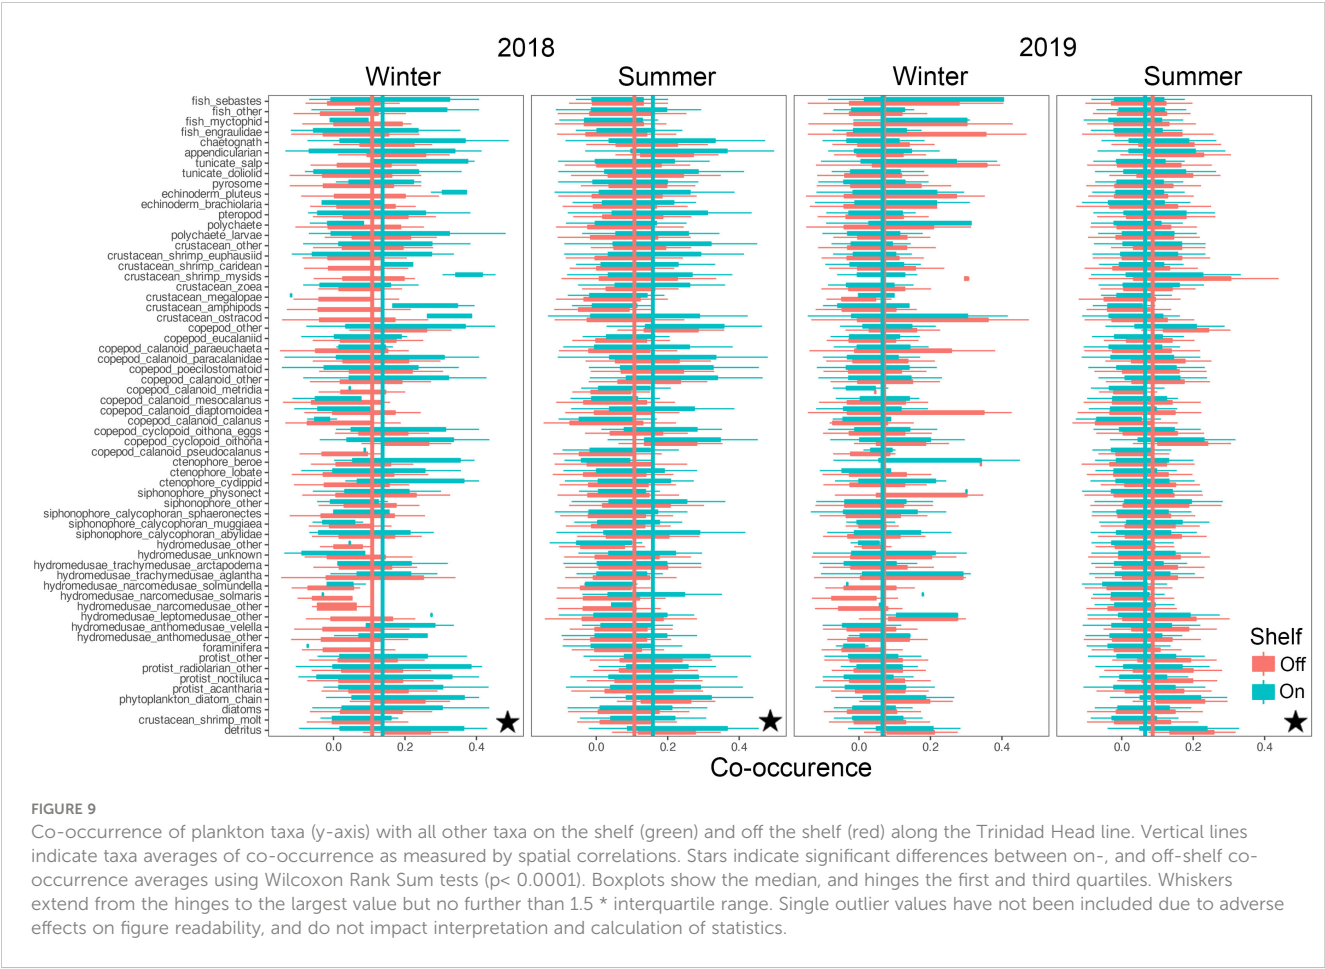 2018
2019
Winter
Summer
Winter
Summer
fish_sebastes
fish_other
fish_myctophid
fish_engraulidae
chaetognath
appendicularian
tunicate_salp
tunicate_doliolid
pyrosome
echinoderm_pluteus
echinoderm_brachiolaria
pteropod
polychaete
polychaete_larvae
crustacean_other
crustacean_shrimp_euphausiid
crustacean_shrimp_caridean
crustacean_shrimp_mysids
crustacean_zoea
crustacean_megalopae
crustacean_amphipods
crustacean_ostracod
copepod_other
copepod_eucalaniid
copepod_calanoid_paraeuchaeta
copepod_calanoid_paracalanidae
copepod_poecilostomatoid
copepod_calanoid_other
copepod_calanoid_metridia
copepod_calanoid_mesocalanus
copepod_calanoid_diaptomoidea
copepod_calanoid_calanus
copepod_cyclopoid_oithona_eggs
copepod_cyclopoid_oithona
copepod_calanoid_pseudocalanus
ctenophore_beroe
ctenophore_lobate
ctenophore_cydippid
siphonophore_physonect
siphonophore_other
siphonophore_calycophoran_sphaeronectes
siphonophore_calycophoran_muggiaea
siphonophore_calycophoran_abylidae
hydromedusae_other
hydromedusae_unknown
hydromedusae_trachymedusae_arctapodema
hydromedusae_trachymedusae_aglantha
hydromedusae_narcomedusae_solmundella
hydromedusae_narcomedusae_solmaris
hydromedusae_narcomedusae_other
hydromedusae_leptomedusae_other
hydromedusae_anthomedusae_velella
hydromedusae_anthomedusae_other
foraminifera
protist_other
protist_radiolarian_other
protist_noctiluca
protist_acantharia
phytoplankton_diatom_chain
diatoms
crustacean_shrimp_molt
detritus
Shelf
Off
On
0.0 0.2 0.4
0.0 0.2 0.4
0.0 0.2 0.4
0.0 0.2 0.4
Co-occurence
FIGURE 9
Co-occurrence of plankton taxa (y-axis) with all other taxa on the shelf (green) and off the shelf (red) along the Trinidad Head line. Vertical lines
indicate taxa averages of co-occurrence as measured by spatial correlations. Stars indicate significant differences between on-, and off-shelf co-
occurrence averages using Wilcoxon Rank Sum tests (p< 0.0001). Boxplots show the median, and hinges the first and third quartiles. Whiskers
extend from the hinges to the largest value but no further than 1.5 * interquartile range. Single outlier values have not been included due to adverse
effects on figure readability, and do not impact interpretation and calculation of statistics.